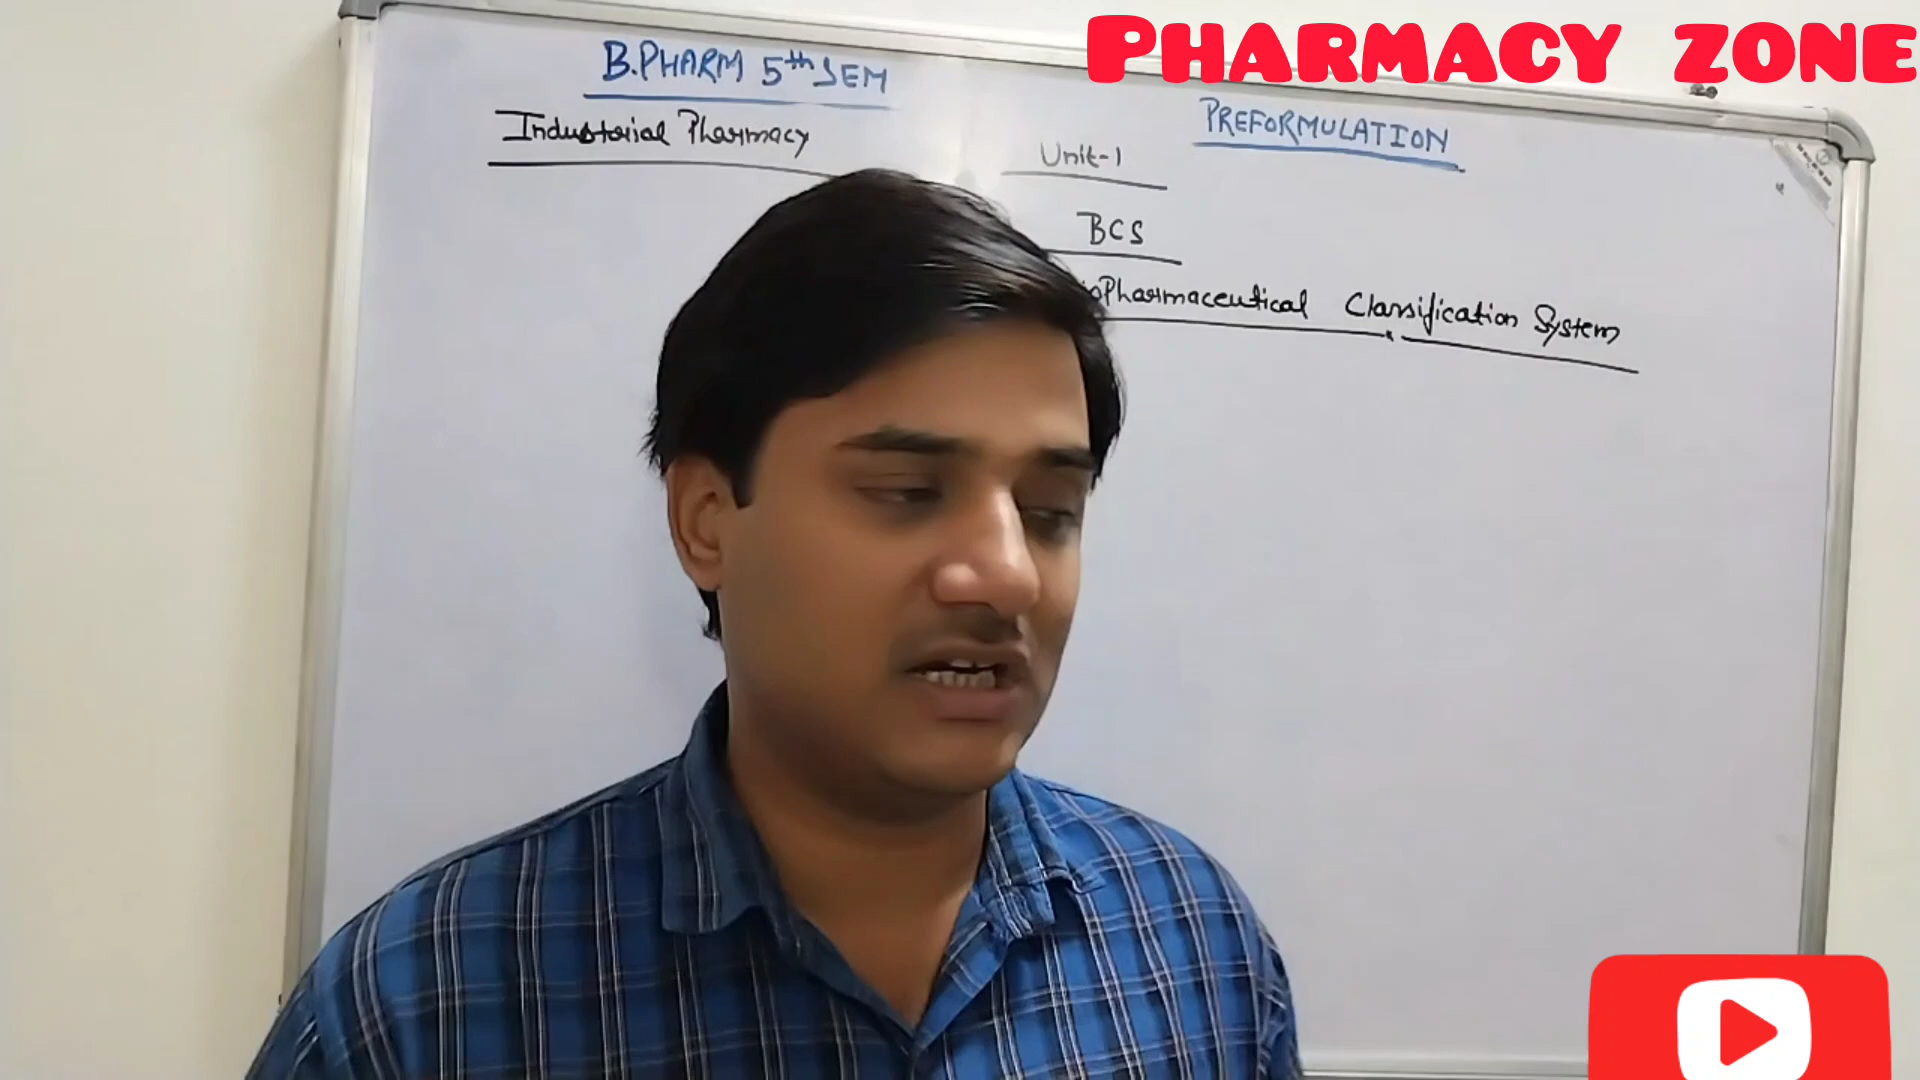 PHARMACY ZONE
B.PHARM 5th SEM
PREFORMULATION
Industorial Pharmacy
Unit-1
BCS
Pharmaceutical Classification System